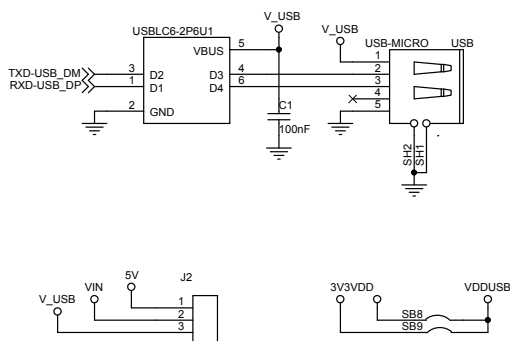 USBLC6-2P6U1
V_USB
V_USB
VBUS 5
USB-MICRO USB
TXD-USB_DM 3 D2 D3 4
RXD-USB_DP 1 D1 D4 6
2 GND
1
2
3
4
5
C1
100nF
SH2
SH1
V_USB
VIN
5V
J2
1
2
3
3V3 VDD
VDDUSB
SB8
SB9